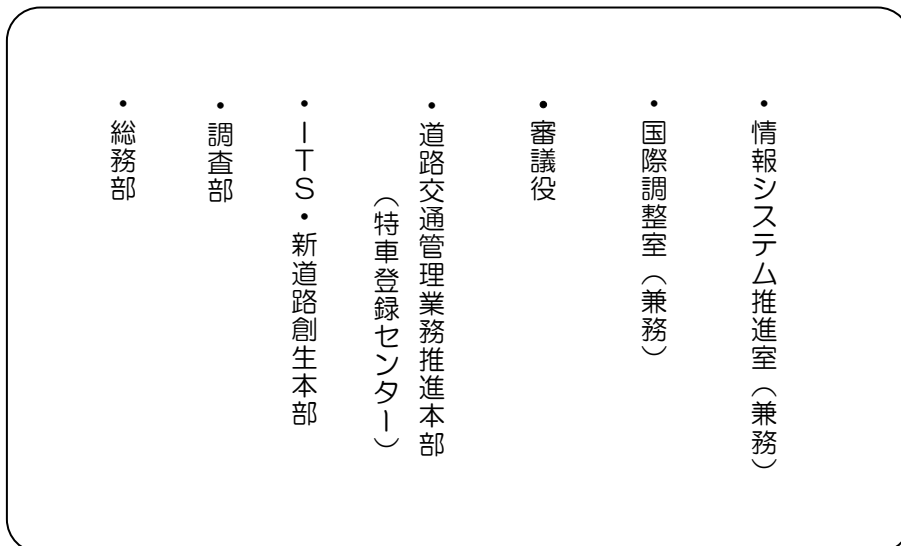 ・情報システム推進室（兼務）
・国際調整室（兼務）
・審議役
・道路交通管理業務推進本部
（特車登録センター）
・ITS・新道路創生本部
・調査部
・総務部